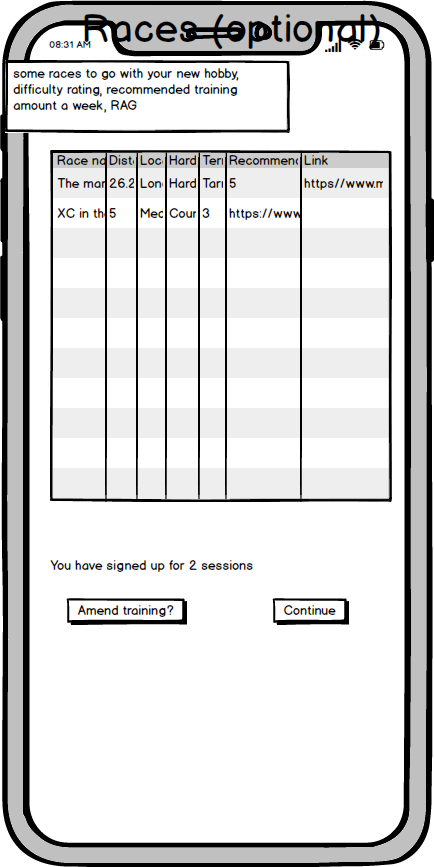 Races (optional)
08:31 AM
some races to go with your new hobby,
difficulty rating, recommended training
amount a week, RAG
Race na Dist Loc Hard Terr Recommend Link
The mar 26.2 Lon Hard Tarr 5 https//www.m
XC in th 5 Mec Cour 3 https://www
You have signed up for 2 sessions
Amend training? Continue